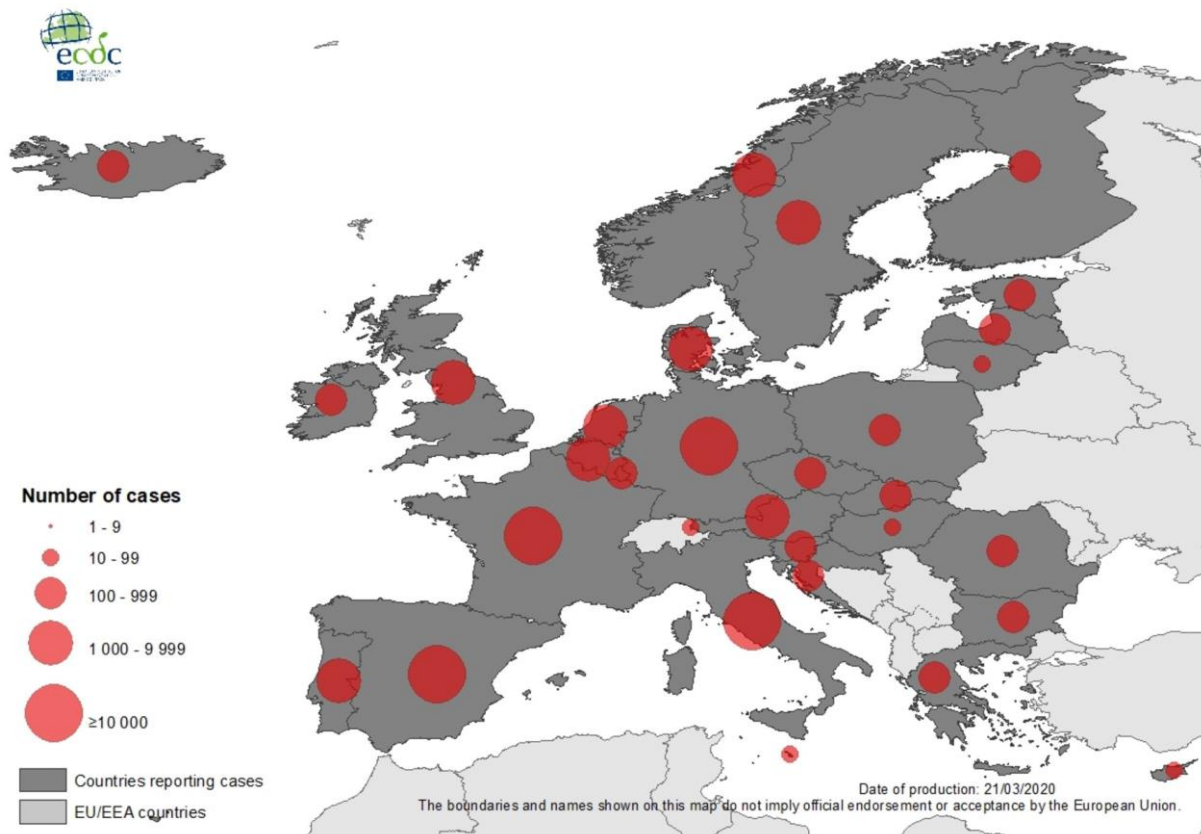 ecdc
Number of cases
1 - 9
10 - 99
100 - 999
1 000 - 9 999
≥10 000
Countries reporting cases
EU/EEA countries
Date of production: 21/03/2020
The boundaries and names shown on this map do not imply official endorsement or acceptance by the European Union.